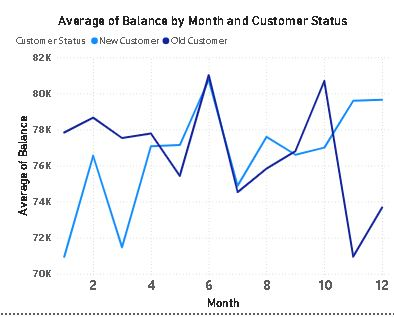 Average of Balance by Month and Customer Status
Customer Status New Customer Old Customer
82K
80K
78K
76K
74K
72K
70K
Average of Balance
2 4 6 8 10 12
Month